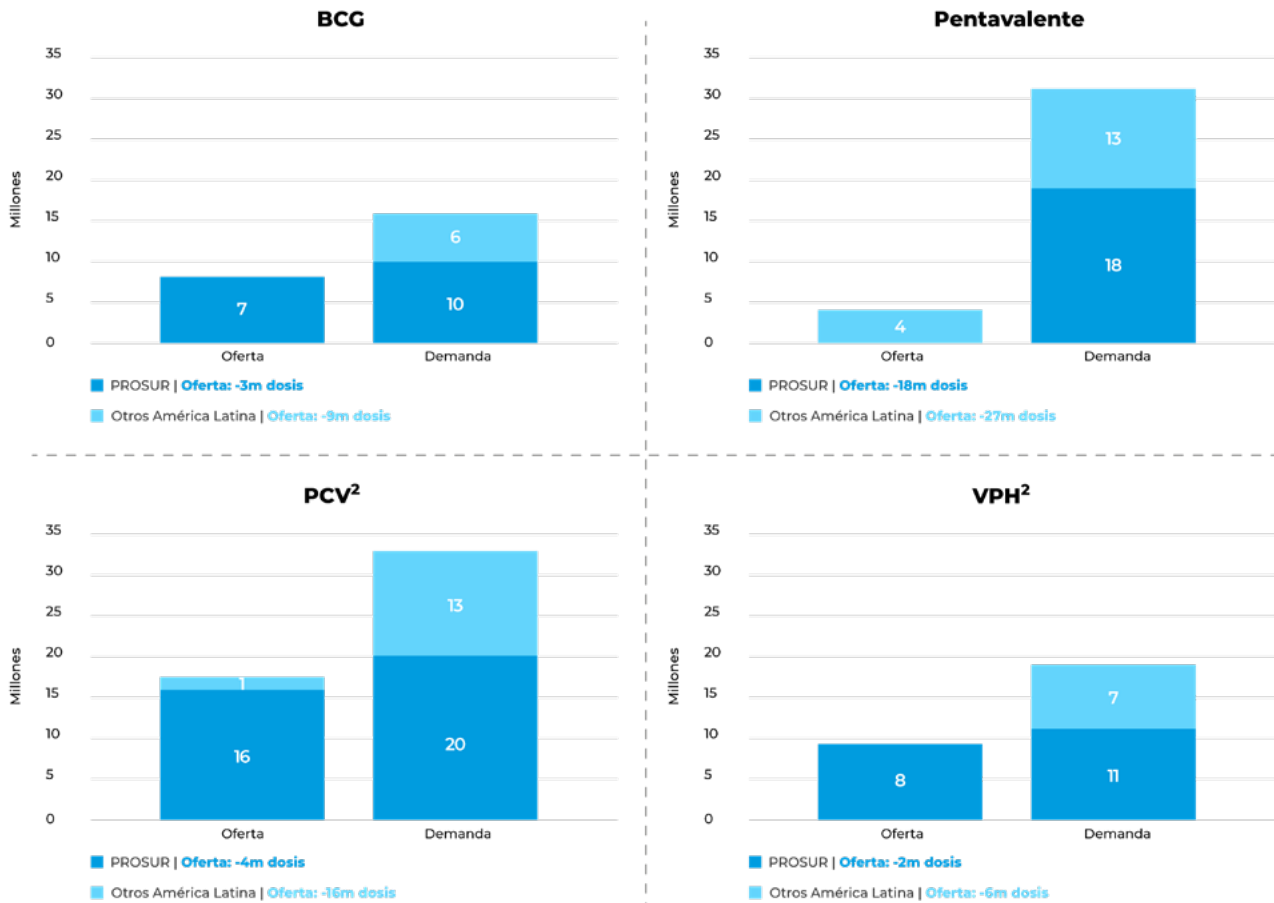 BCG
35
30
25
20
15
10
5
0
Millones
6
7
10
Oferta
Demanda
PROSUR | Oferta: -3m dosis
Otros América Latina | Oferta: -9m dosis
Pentavalente
35
30
25
20
15
10
5
0
Millones
13
18
4
Oferta
Demanda
PROSUR | Oferta: -18m dosis
Otros América Latina | Oferta: -27m dosis
PCV²
35
30
25
20
15
10
5
0
Millones
13
1
16
20
Oferta
Demanda
PROSUR | Oferta: -4m dosis
Otros América Latina | Oferta: -16m dosis
VPH²
35
30
25
20
15
10
5
0
Millones
7
8
11
Oferta
Demanda
PROSUR | Oferta: -2m dosis
Otros América Latina | Oferta: -6m dosis